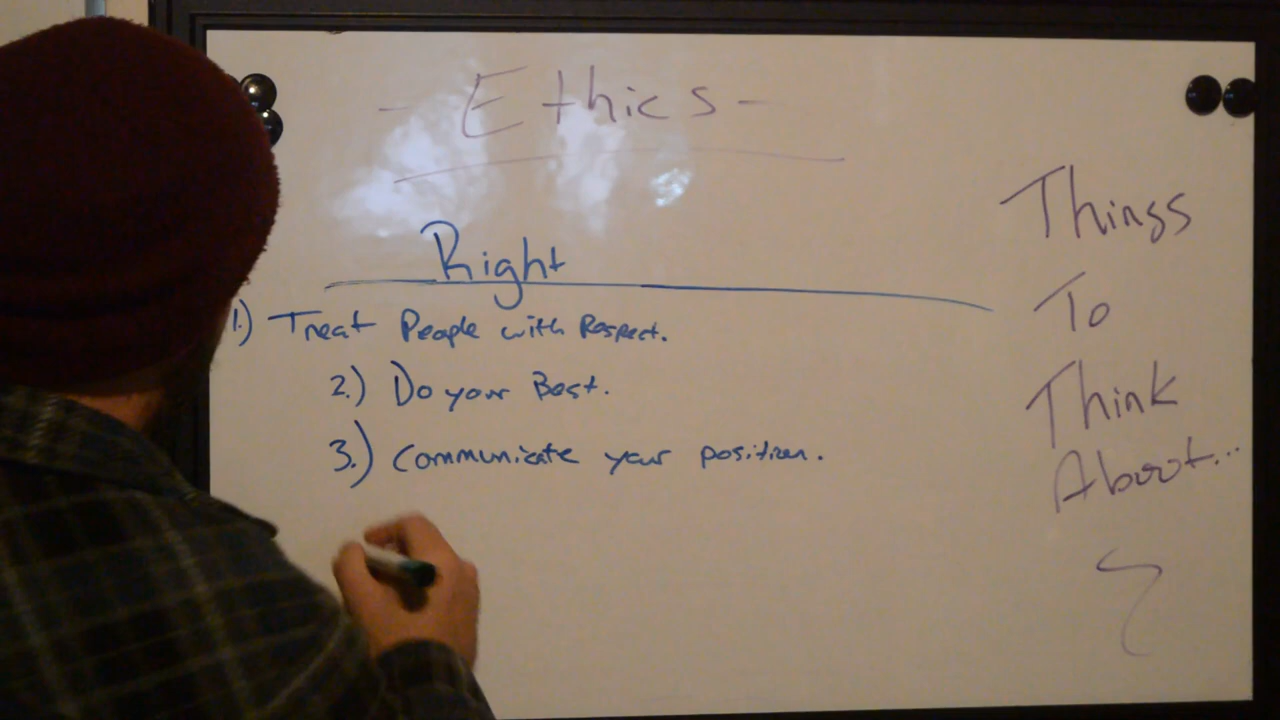 - Ethics -
Right
1.) Treat People with Respect.
2.) Do your Best.
3.) Communicate your position.
Things
To
Think
About...